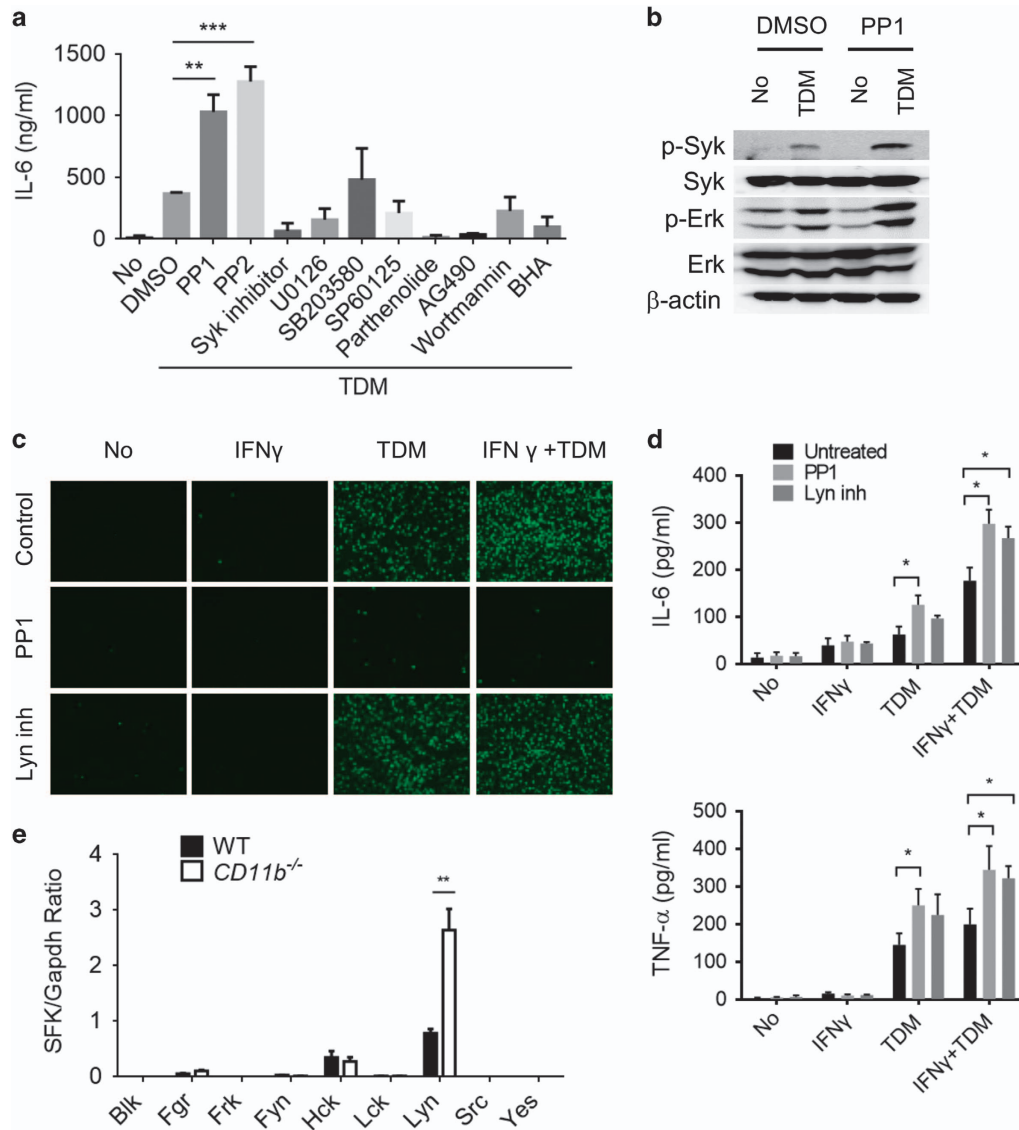 a
IL-6 (ng/ml)
1500
1000
500
0
***
**
No
DMSO
PP1
PP2
Syk inhibitor
U0126
SB203580
SP60125
Parthenolide
AG490
Wortmannin
BHA
TDM
b
DMSO PP1
No TDM No TDM
p-Syk
Syk
p-Erk
Erk
β-actin
c
No IFNγ TDM IFN γ +TDM
Control
PP1
Lyn inh
d
Untreated
PP1
Lyn inh
IL-6 (pg/ml)
400
300
200
100
0
*
*
*
No IFNγ TDM IFNγ+TDM
TNF-α (pg/ml)
500
400
300
200
100
0
*
*
*
No IFNγ TDM IFNγ+TDM
e
WT
CD11b-/-
SFK/Gapdh Ratio
4
3
2
1
0
**
Blk Fgr Frk Fyn Hck Lck Lyn Src Yes